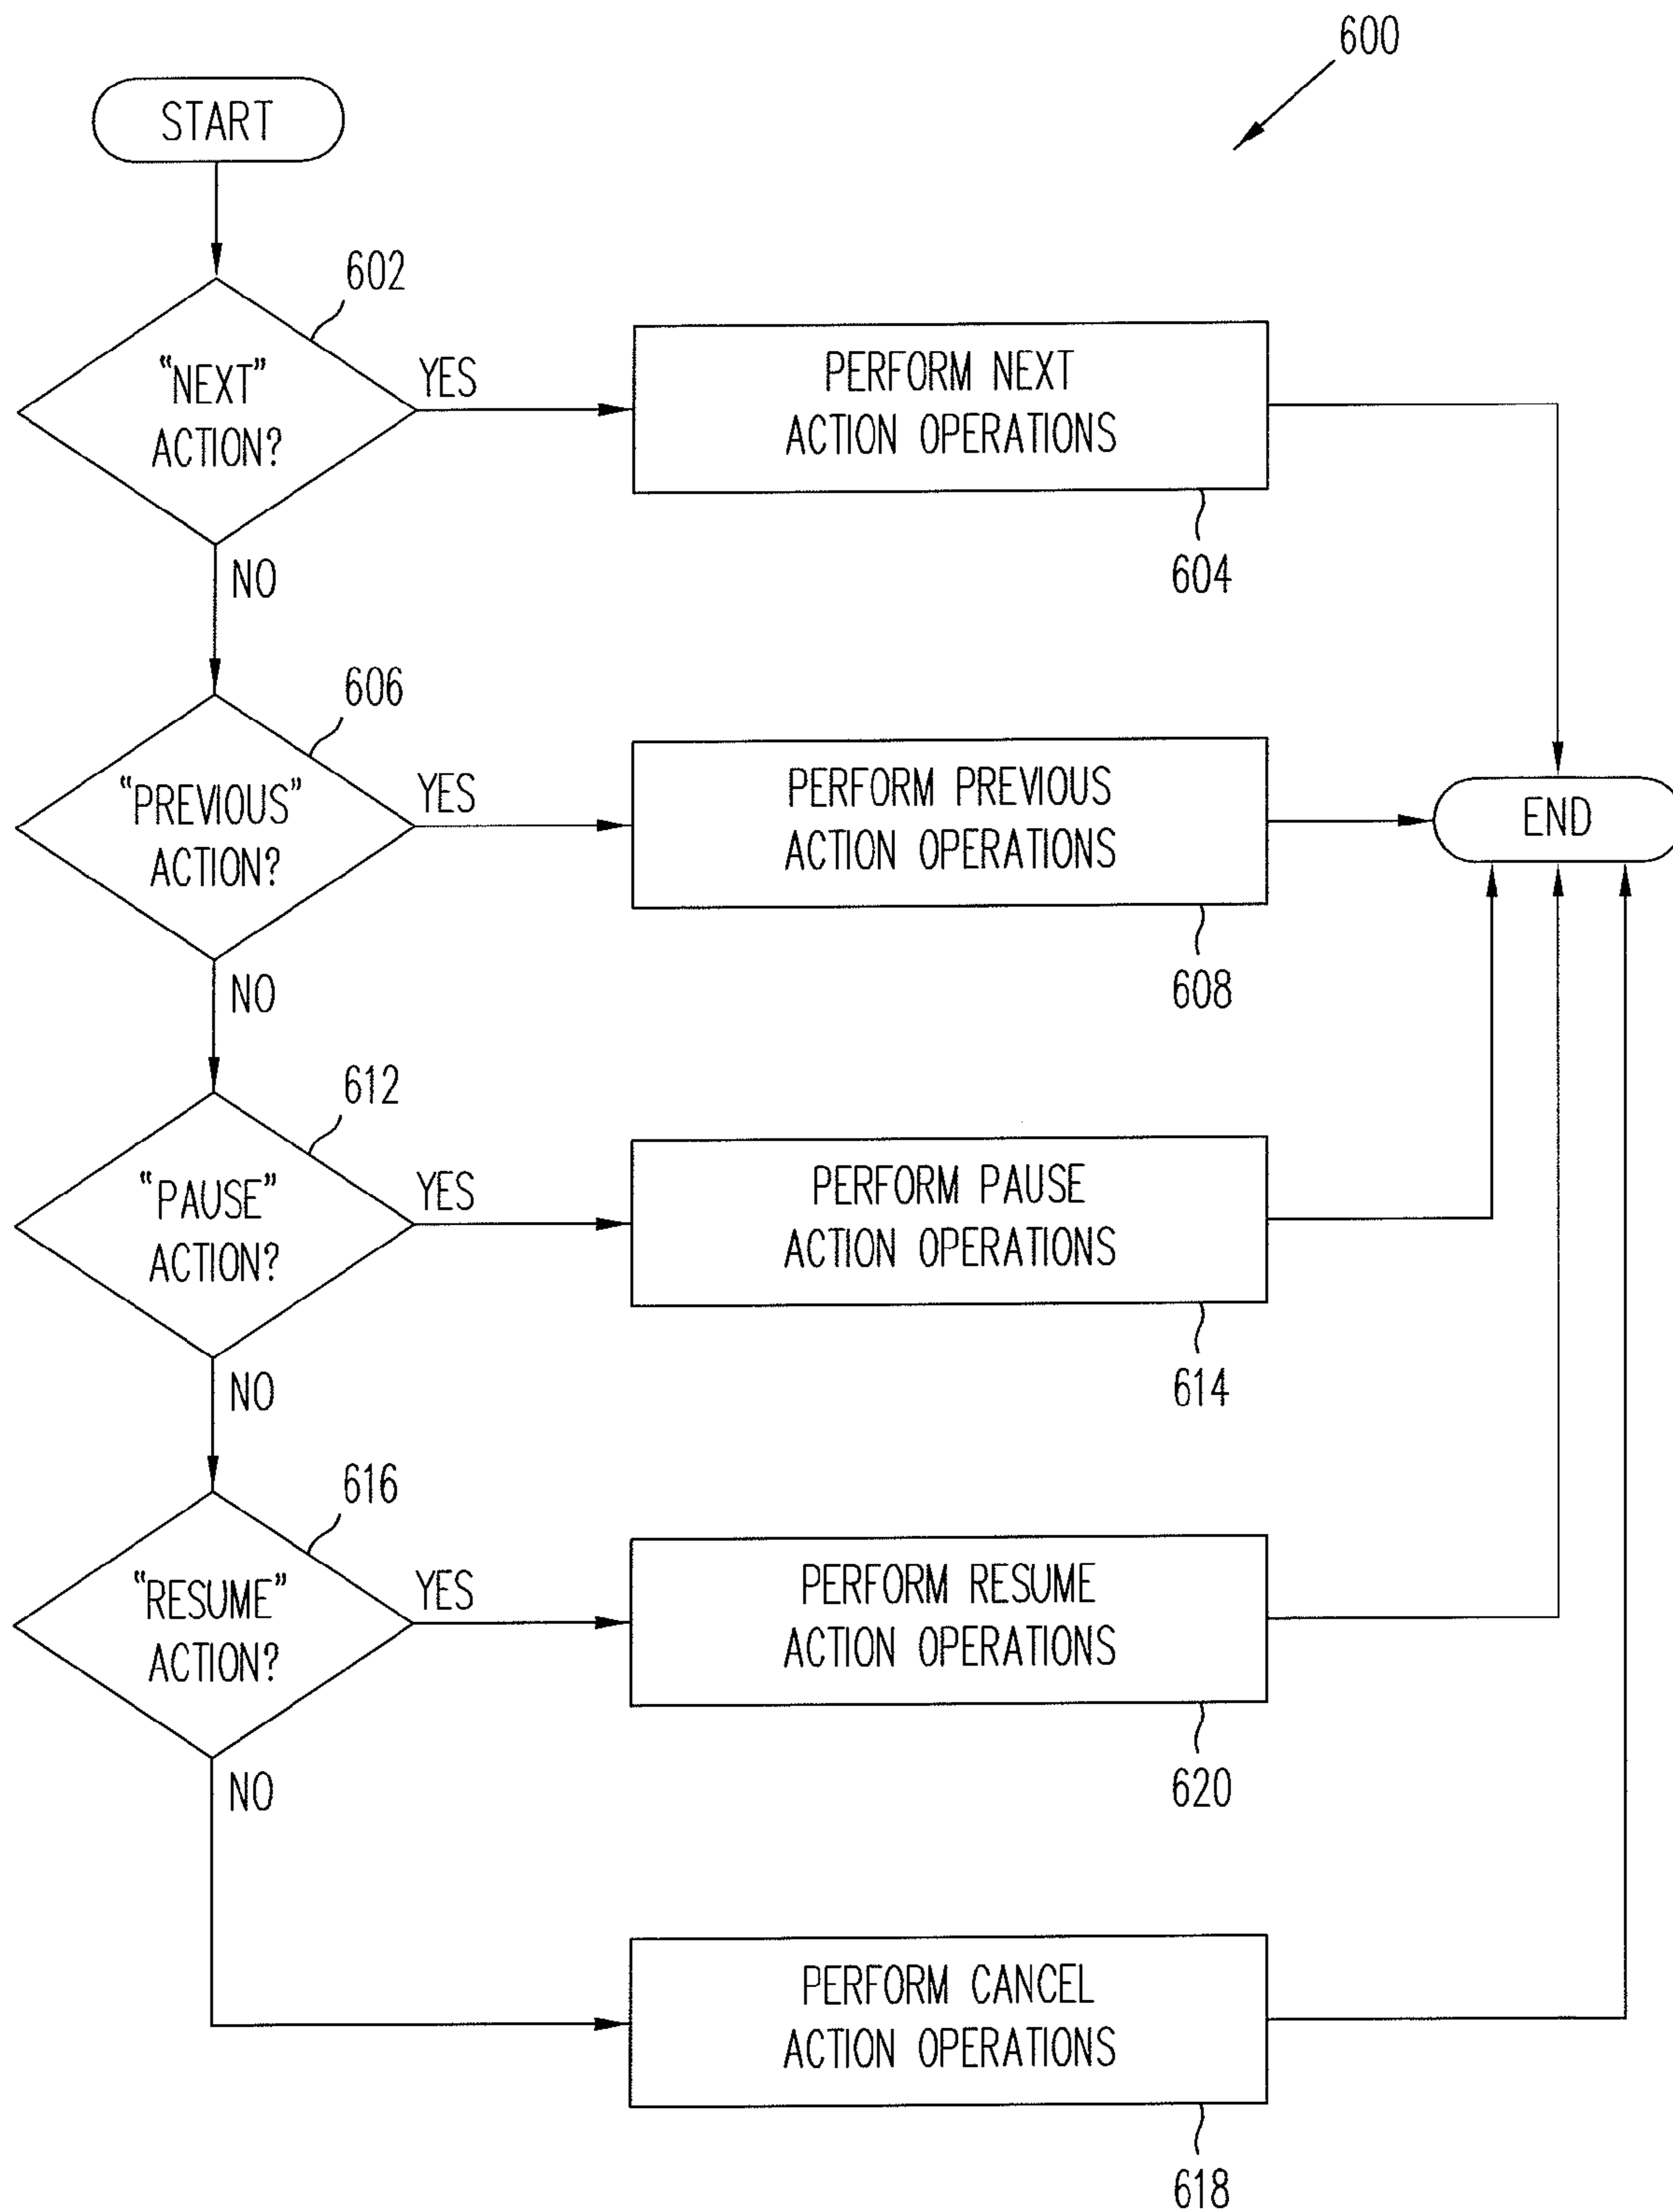 600
START
602
“NEXT”
ACTION?
YES
PERFORM NEXT
ACTION OPERATIONS
604
NO
606
“PREVIOUS”
ACTION?
YES
PERFORM PREVIOUS
ACTION OPERATIONS
END
608
NO
612
“PAUSE”
ACTION?
YES
PERFORM PAUSE
ACTION OPERATIONS
614
NO
616
“RESUME”
ACTION?
YES
PERFORM RESUME
ACTION OPERATIONS
620
NO
PERFORM CANCEL
ACTION OPERATIONS
618